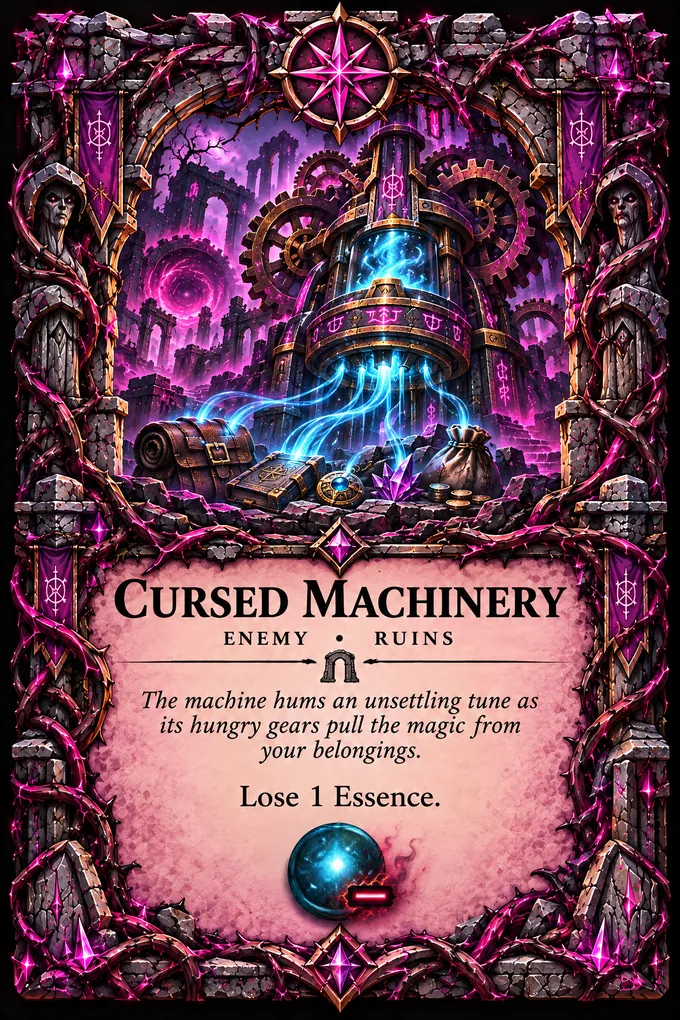 CURSED MACHINERY
ENEMY • RUINS
The machine hums an unsettling tune as
its hungry gears pull the magic from
your belongings.
Lose 1 Essence.